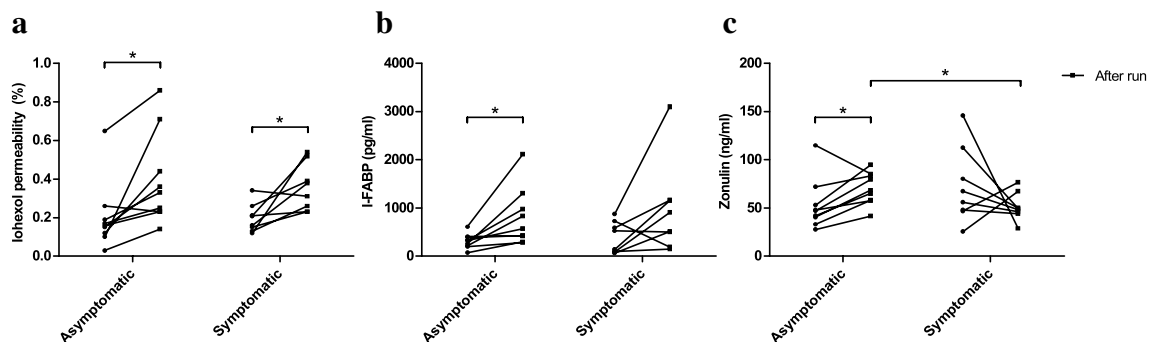 a
Iohexol permeability (%)
1.0
0.8
0.6
0.4
0.2
0.0
*
*
Asymptomatic
Symptomatic
b
I-FABP (pg/ml)
4000
3000
2000
1000
0
*
Asymptomatic
Symptomatic
c
Zonulin (ng/ml)
200
150
100
50
0
*
*
Asymptomatic
Symptomatic
After run